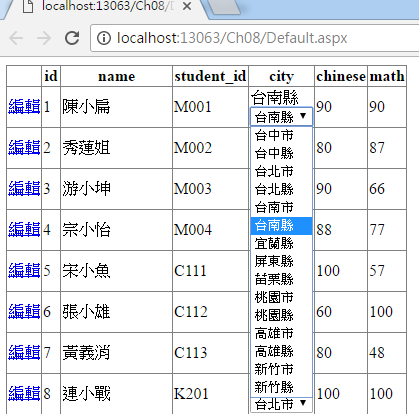 localhost:13063/Ch08/D
localhost:13063/Ch08/Default.aspx
id name student_id city chinese math
編輯 1 陳小扁 M001 台南縣 90 90
台南縣
編輯 2 秀蓮姐 M002 80 87
編輯 3 游小坤 M003 90 66
編輯 4 宗小怡 M004 88 77
編輯 5 宋小魚 C111 100 57
編輯 6 張小雄 C112 60 100
編輯 7 黃義消 C113 80 48
編輯 8 連小戰 K201 100 100
台中市
台中縣
台北市
台北縣
台南市
台南縣
宜蘭縣
屏東縣
苗栗縣
桃園市
桃園縣
高雄市
高雄縣
新竹市
新竹縣
台北市